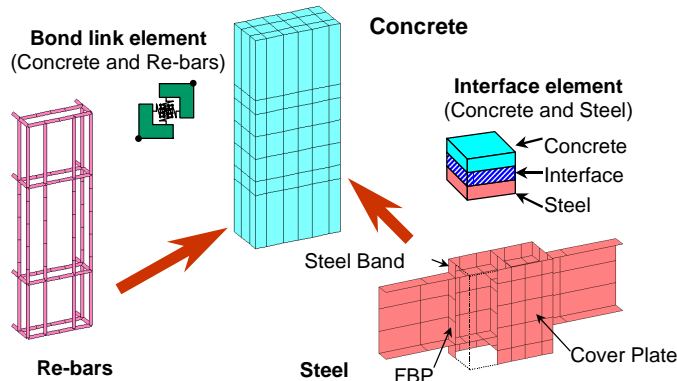 Bond link element
(Concrete and Re-bars)
Concrete
Interface element
(Concrete and Steel)
Concrete
Interface
Steel
Steel Band
Re-bars
Steel
FBP
Cover Plate